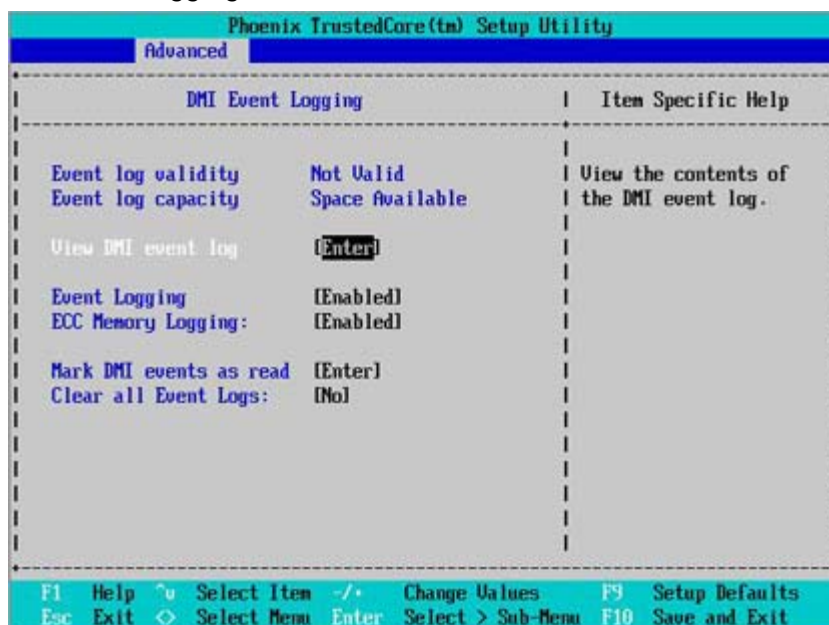 Phoenix TrustedCore(tm) Setup Utility
Advanced
DMI Event Logging
Item Specific Help
Event log validity Not Valid
Event log capacity Space Available
View the contents of
the DMI event log.
View DMI event log [Enter]
Event Logging [Enabled]
ECC Memory Logging: [Enabled]
Mark DMI events as read [Enter]
Clear all Event Logs: [No]
F1 Help ^v Select Item -/+ Change Values F9 Setup Defaults
Esc Exit <> Select Menu Enter Select > Sub-Menu F10 Save and Exit